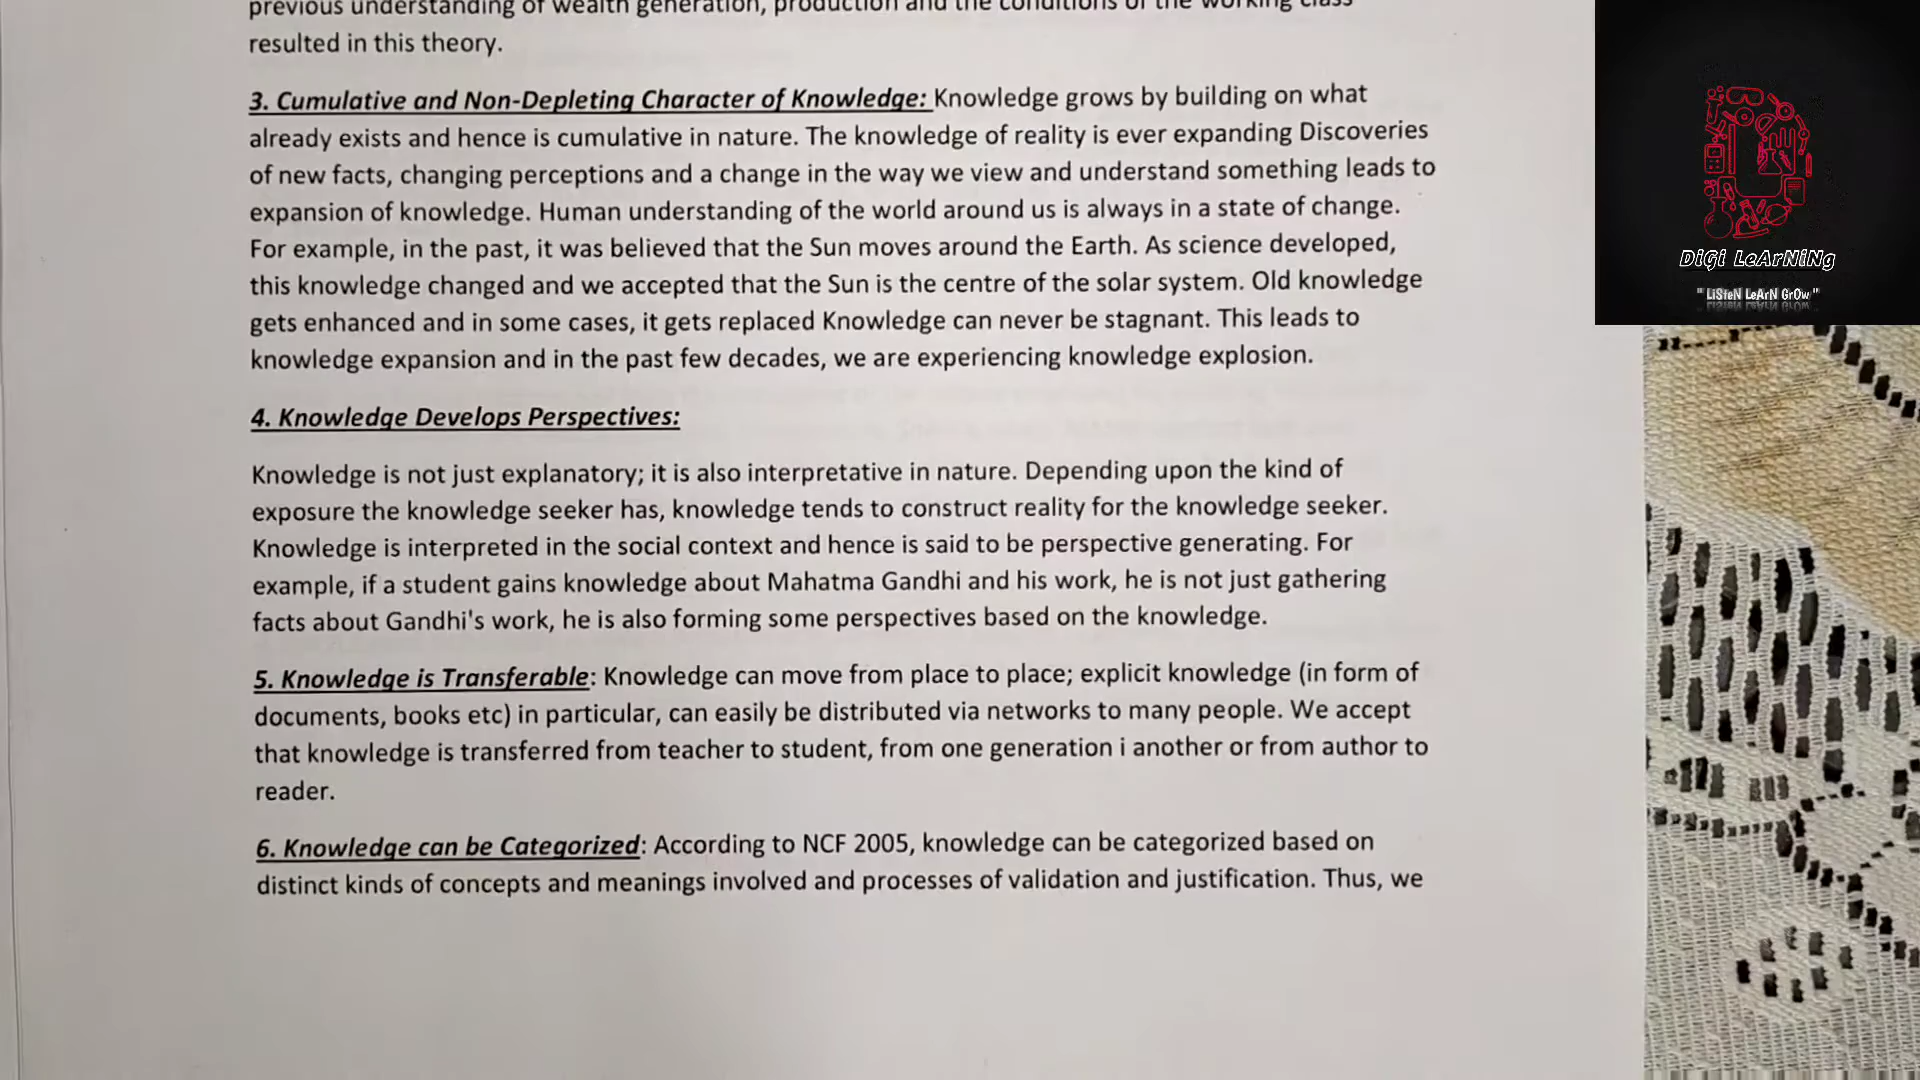 previous understanding of wealth generation, production and the conditions of the working class
resulted in this theory.
3. Cumulative and Non-Depleting Character of Knowledge: Knowledge grows by building on what
already exists and hence is cumulative in nature. The knowledge of reality is ever expanding Discoveries
of new facts, changing perceptions and a change in the way we view and understand something leads to
expansion of knowledge. Human understanding of the world around us is always in a state of change.
For example, in the past, it was believed that the Sun moves around the Earth. As science developed,
this knowledge changed and we accepted that the Sun is the centre of the solar system. Old knowledge
gets enhanced and in some cases, it gets replaced Knowledge can never be stagnant. This leads to
knowledge expansion and in the past few decades, we are experiencing knowledge explosion.
4. Knowledge Develops Perspectives:
Knowledge is not just explanatory; it is also interpretative in nature. Depending upon the kind of
exposure the knowledge seeker has, knowledge tends to construct reality for the knowledge seeker.
Knowledge is interpreted in the social context and hence is said to be perspective generating. For
example, if a student gains knowledge about Mahatma Gandhi and his work, he is not just gathering
facts about Gandhi's work, he is also forming some perspectives based on the knowledge.
5. Knowledge is Transferable: Knowledge can move from place to place; explicit knowledge (in form of
documents, books etc) in particular, can easily be distributed via networks to many people. We accept
that knowledge is transferred from teacher to student, from one generation i another or from author to
reader.
6. Knowledge can be Categorized: According to NCF 2005, knowledge can be categorized based on
distinct kinds of concepts and meanings involved and processes of validation and justification. Thus, we
DiGi LeArNiNg
"LiSteN LeArN GrOw"